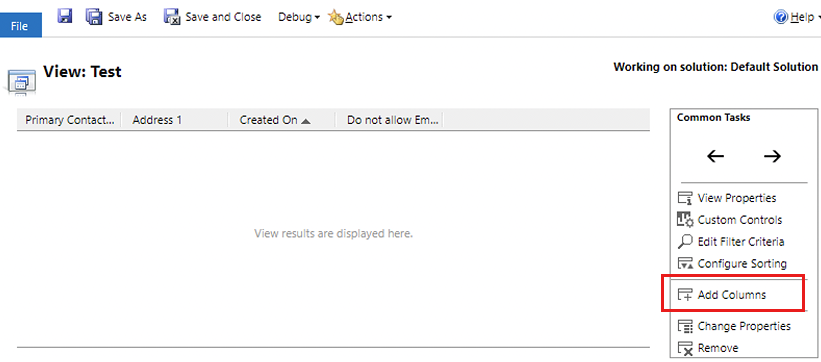 File Save As Save and Close Debug Actions Help
View: Test
Working on solution: Default Solution
Primary Contact... Address 1 Created On Do not allow Em...
View results are displayed here.
Common Tasks
View Properties
Custom Controls
Edit Filter Criteria
Configure Sorting
Add Columns
Change Properties
Remove